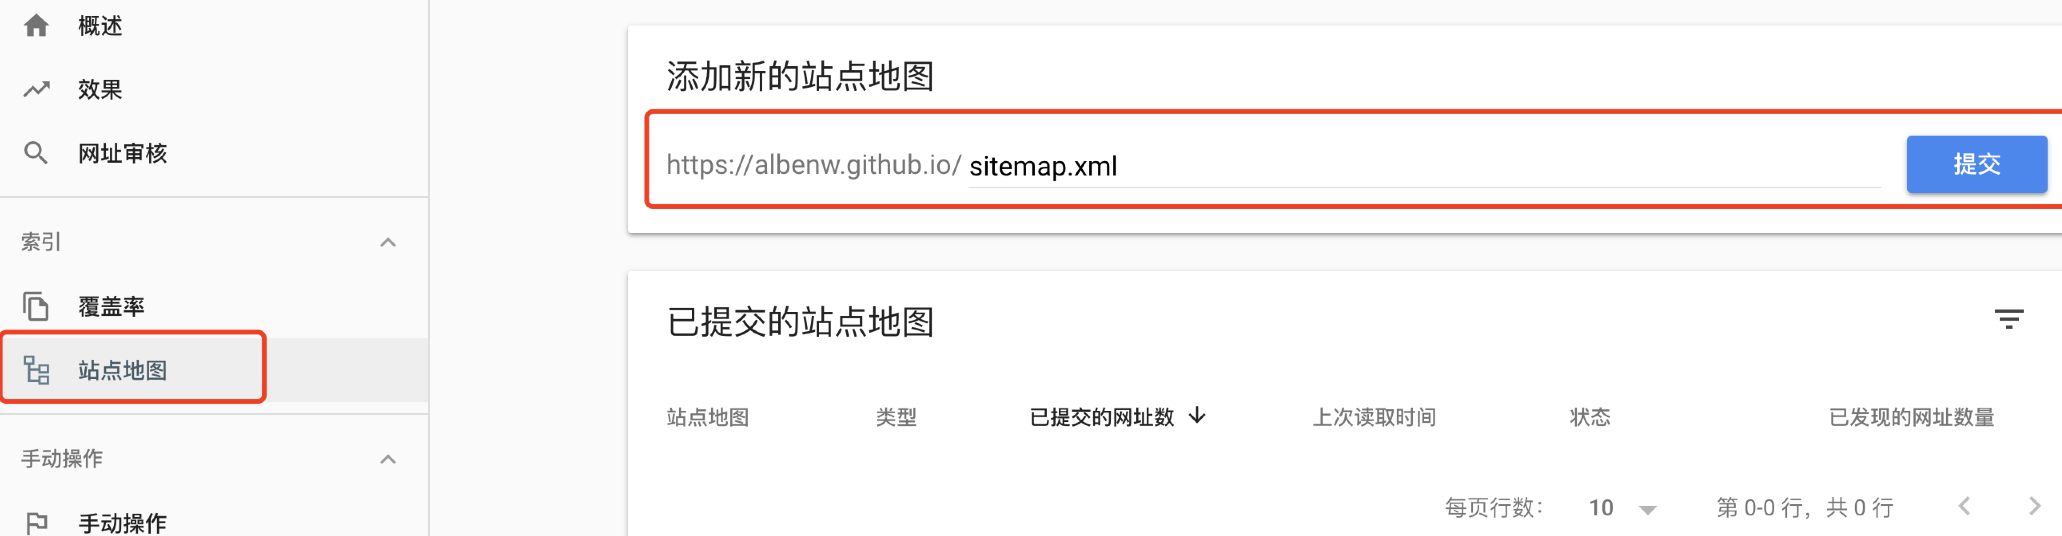 概述
效果
网址审核
索引
覆盖率
站点地图
手动操作
手动操作
添加新的站点地图
https://albenw.github.io/ sitemap.xml 提交
已提交的站点地图
站点地图 类型 已提交的网址数 上次读取时间 状态 已发现的网址数量
每页行数： 10 第 0-0 行，共 0 行